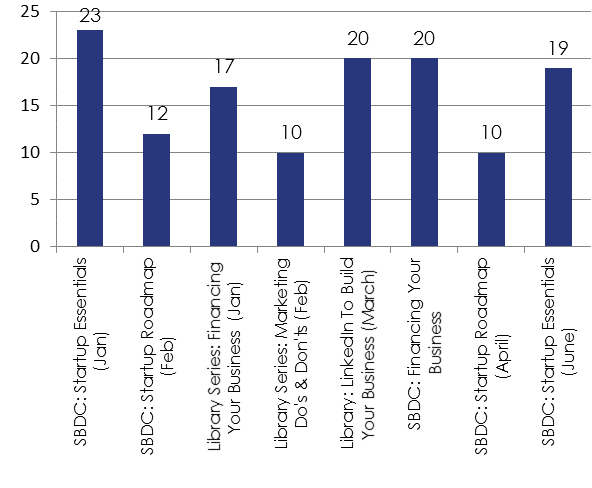 25
20
15
10
5
0
23
12
17
10
20
20
10
19
SBDC: Startup Essentials
(Jan)
SBDC: Startup Roadmap
(Feb)
Library Series: Financing
Your Business (Jan)
Library Series: Marketing
Do's & Don'ts (Feb)
Library: LinkedIn To Build
Your Business (March)
SBDC: Financing Your
Business
SBDC: Startup Roadmap
(April)
SBDC: Startup Essentials
(June)